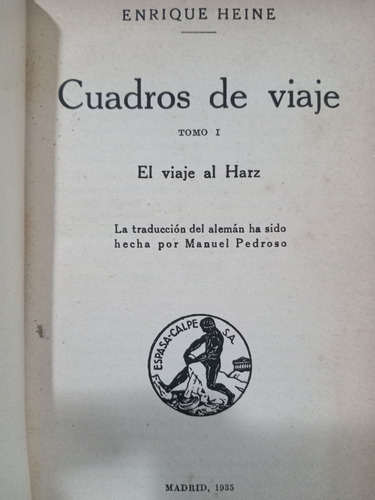 ENRIQUE HEINE
Cuadros de viaje
TOMO I
El viaje al Harz
La traducción del alemán ha sido
hecha por Manuel Pedroso
ESPASA-CALPE S.A.
MADRID, 1935